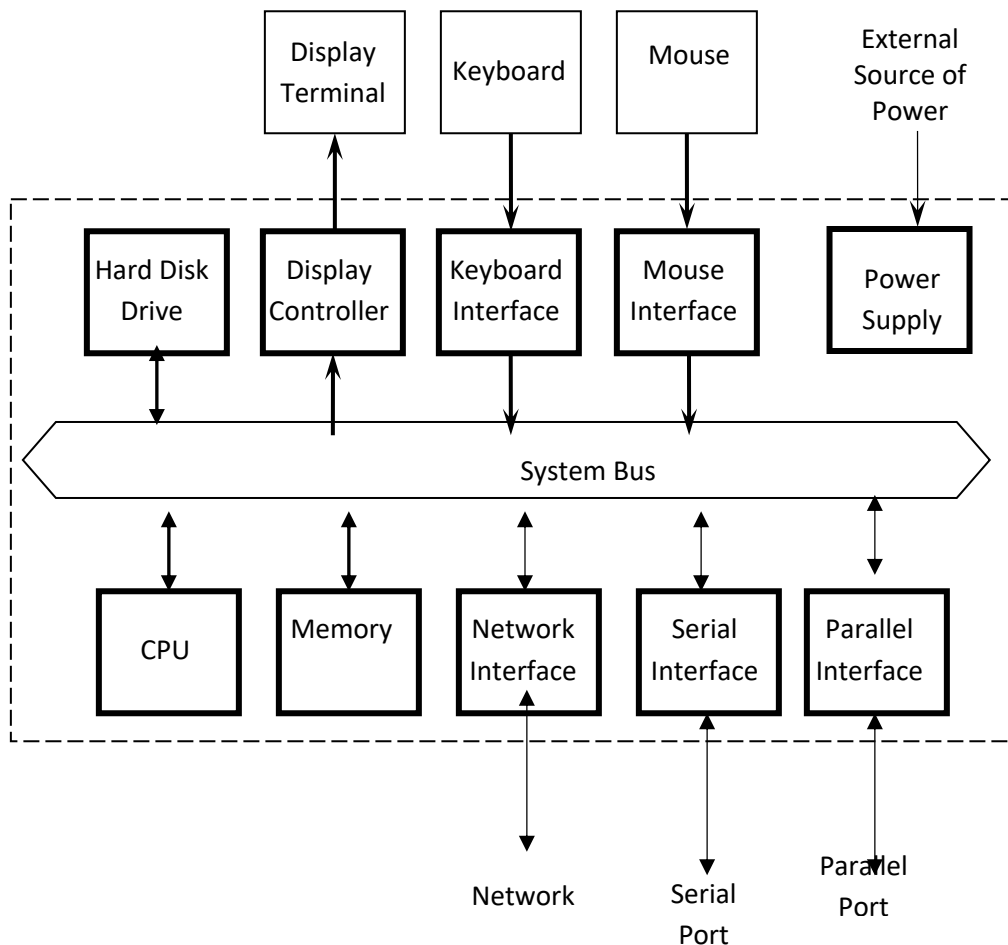 Display
Terminal
Keyboard
Mouse
External
Source of
Power
Hard Disk
Drive
Display
Controller
Keyboard
Interface
Mouse
Interface
Power
Supply
System Bus
CPU
Memory
Network
Interface
Serial
Interface
Parallel
Interface
Network
Serial
Port
Parallel
Port